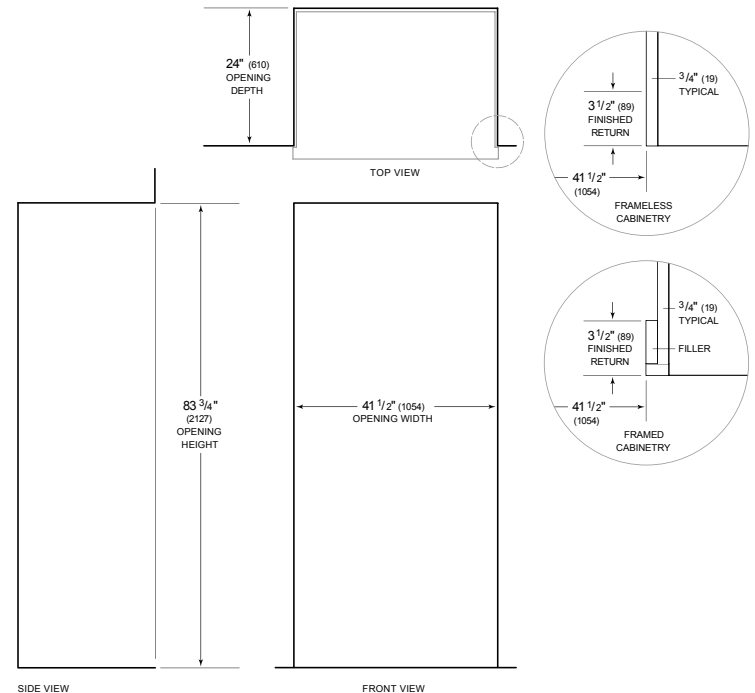 24" (610)
OPENING
DEPTH
TOP VIEW
3/4" (19)
TYPICAL
3 1/2" (89)
FINISHED
RETURN
41 1/2"
(1054)
FRAMELESS
CABINETRY
3/4" (19)
TYPICAL
3 1/2" (89)
FINISHED
RETURN
FILLER
41 1/2"
(1054)
FRAMED
CABINETRY
83 3/4"
(2127)
OPENING
HEIGHT
41 1/2" (1054)
OPENING WIDTH
SIDE VIEW
FRONT VIEW